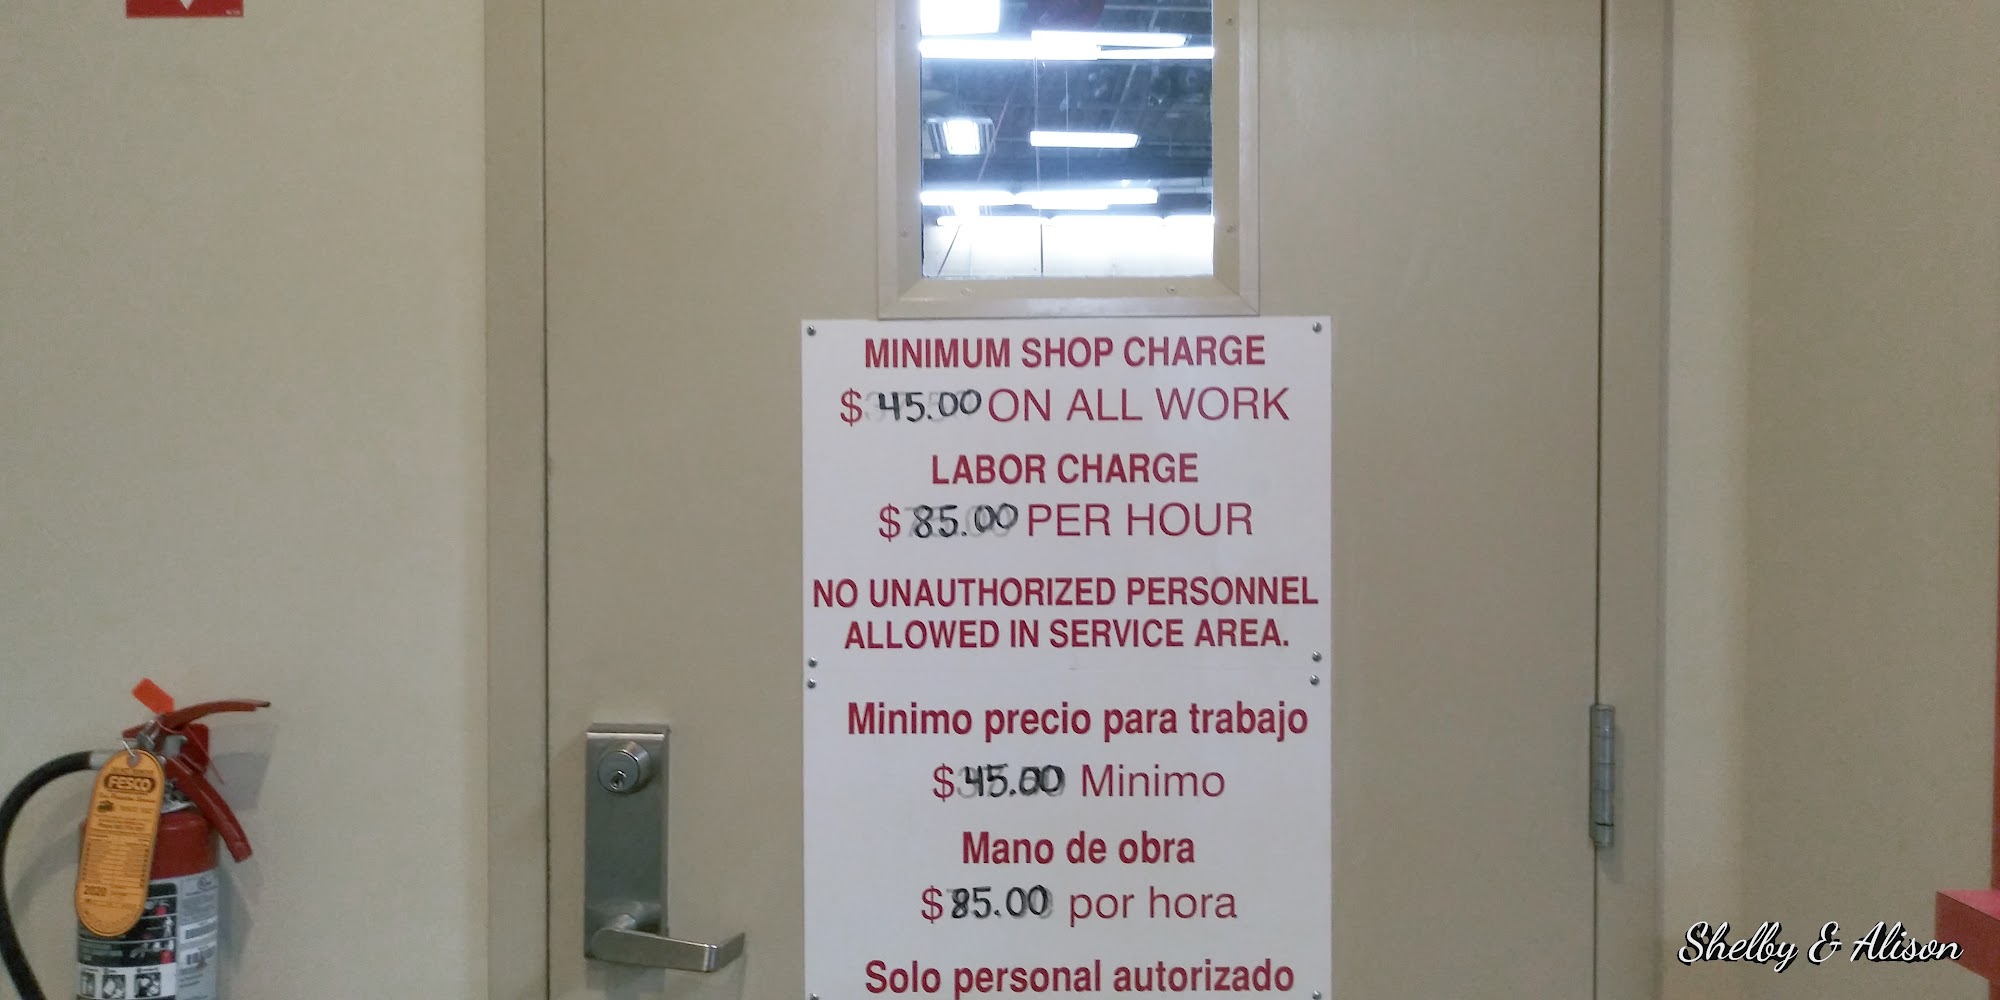 MINIMUM SHOP CHARGE
$45.00 ON ALL WORK
LABOR CHARGE
$85.00 PER HOUR
NO UNAUTHORIZED PERSONNEL
ALLOWED IN SERVICE AREA.
Minimo precio para trabajo
$45.00 Minimo
Mano de obra
$85.00 por hora
Solo personal autorizado
FESCO
2020
Shelby & Alison